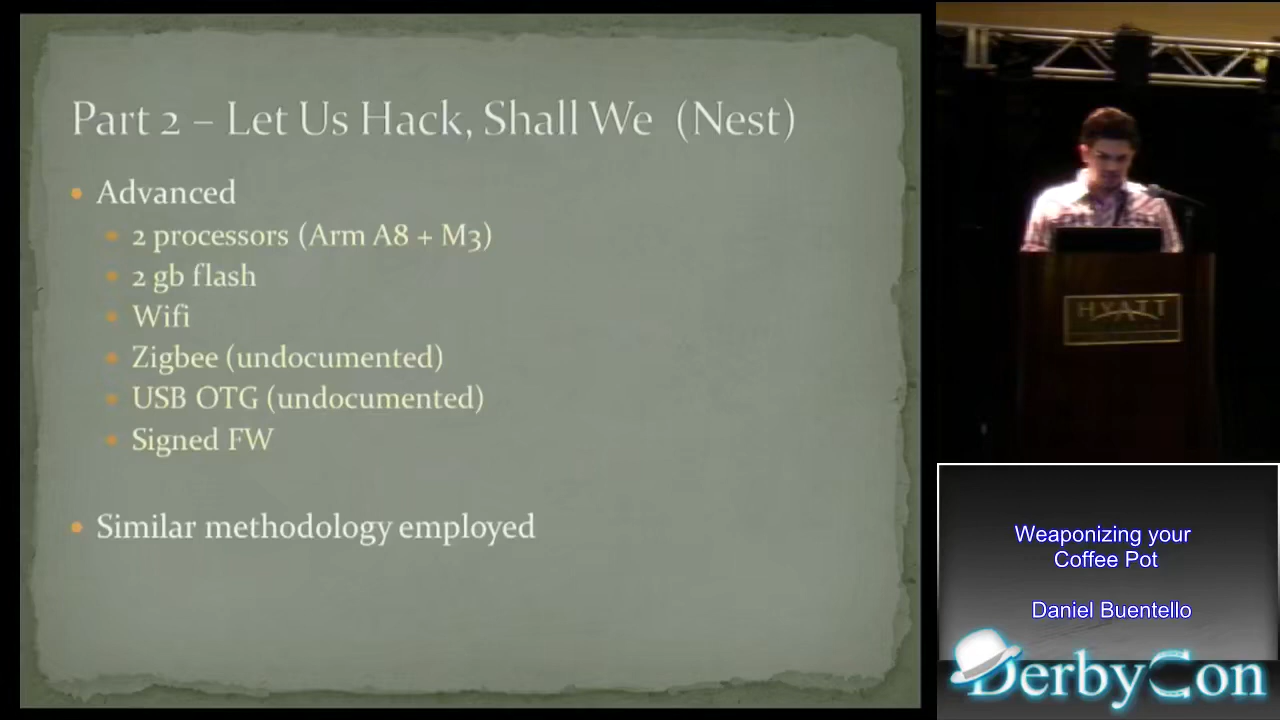 Part 2 – Let Us Hack, Shall We (Nest)
Advanced
2 processors (Arm A8 + M3)
2 gb flash
Wifi
Zigbee (undocumented)
USB OTG (undocumented)
Signed FW
Similar methodology employed
HYATT
Weaponizing your
Coffee Pot
Daniel Buentello
DerbyCon